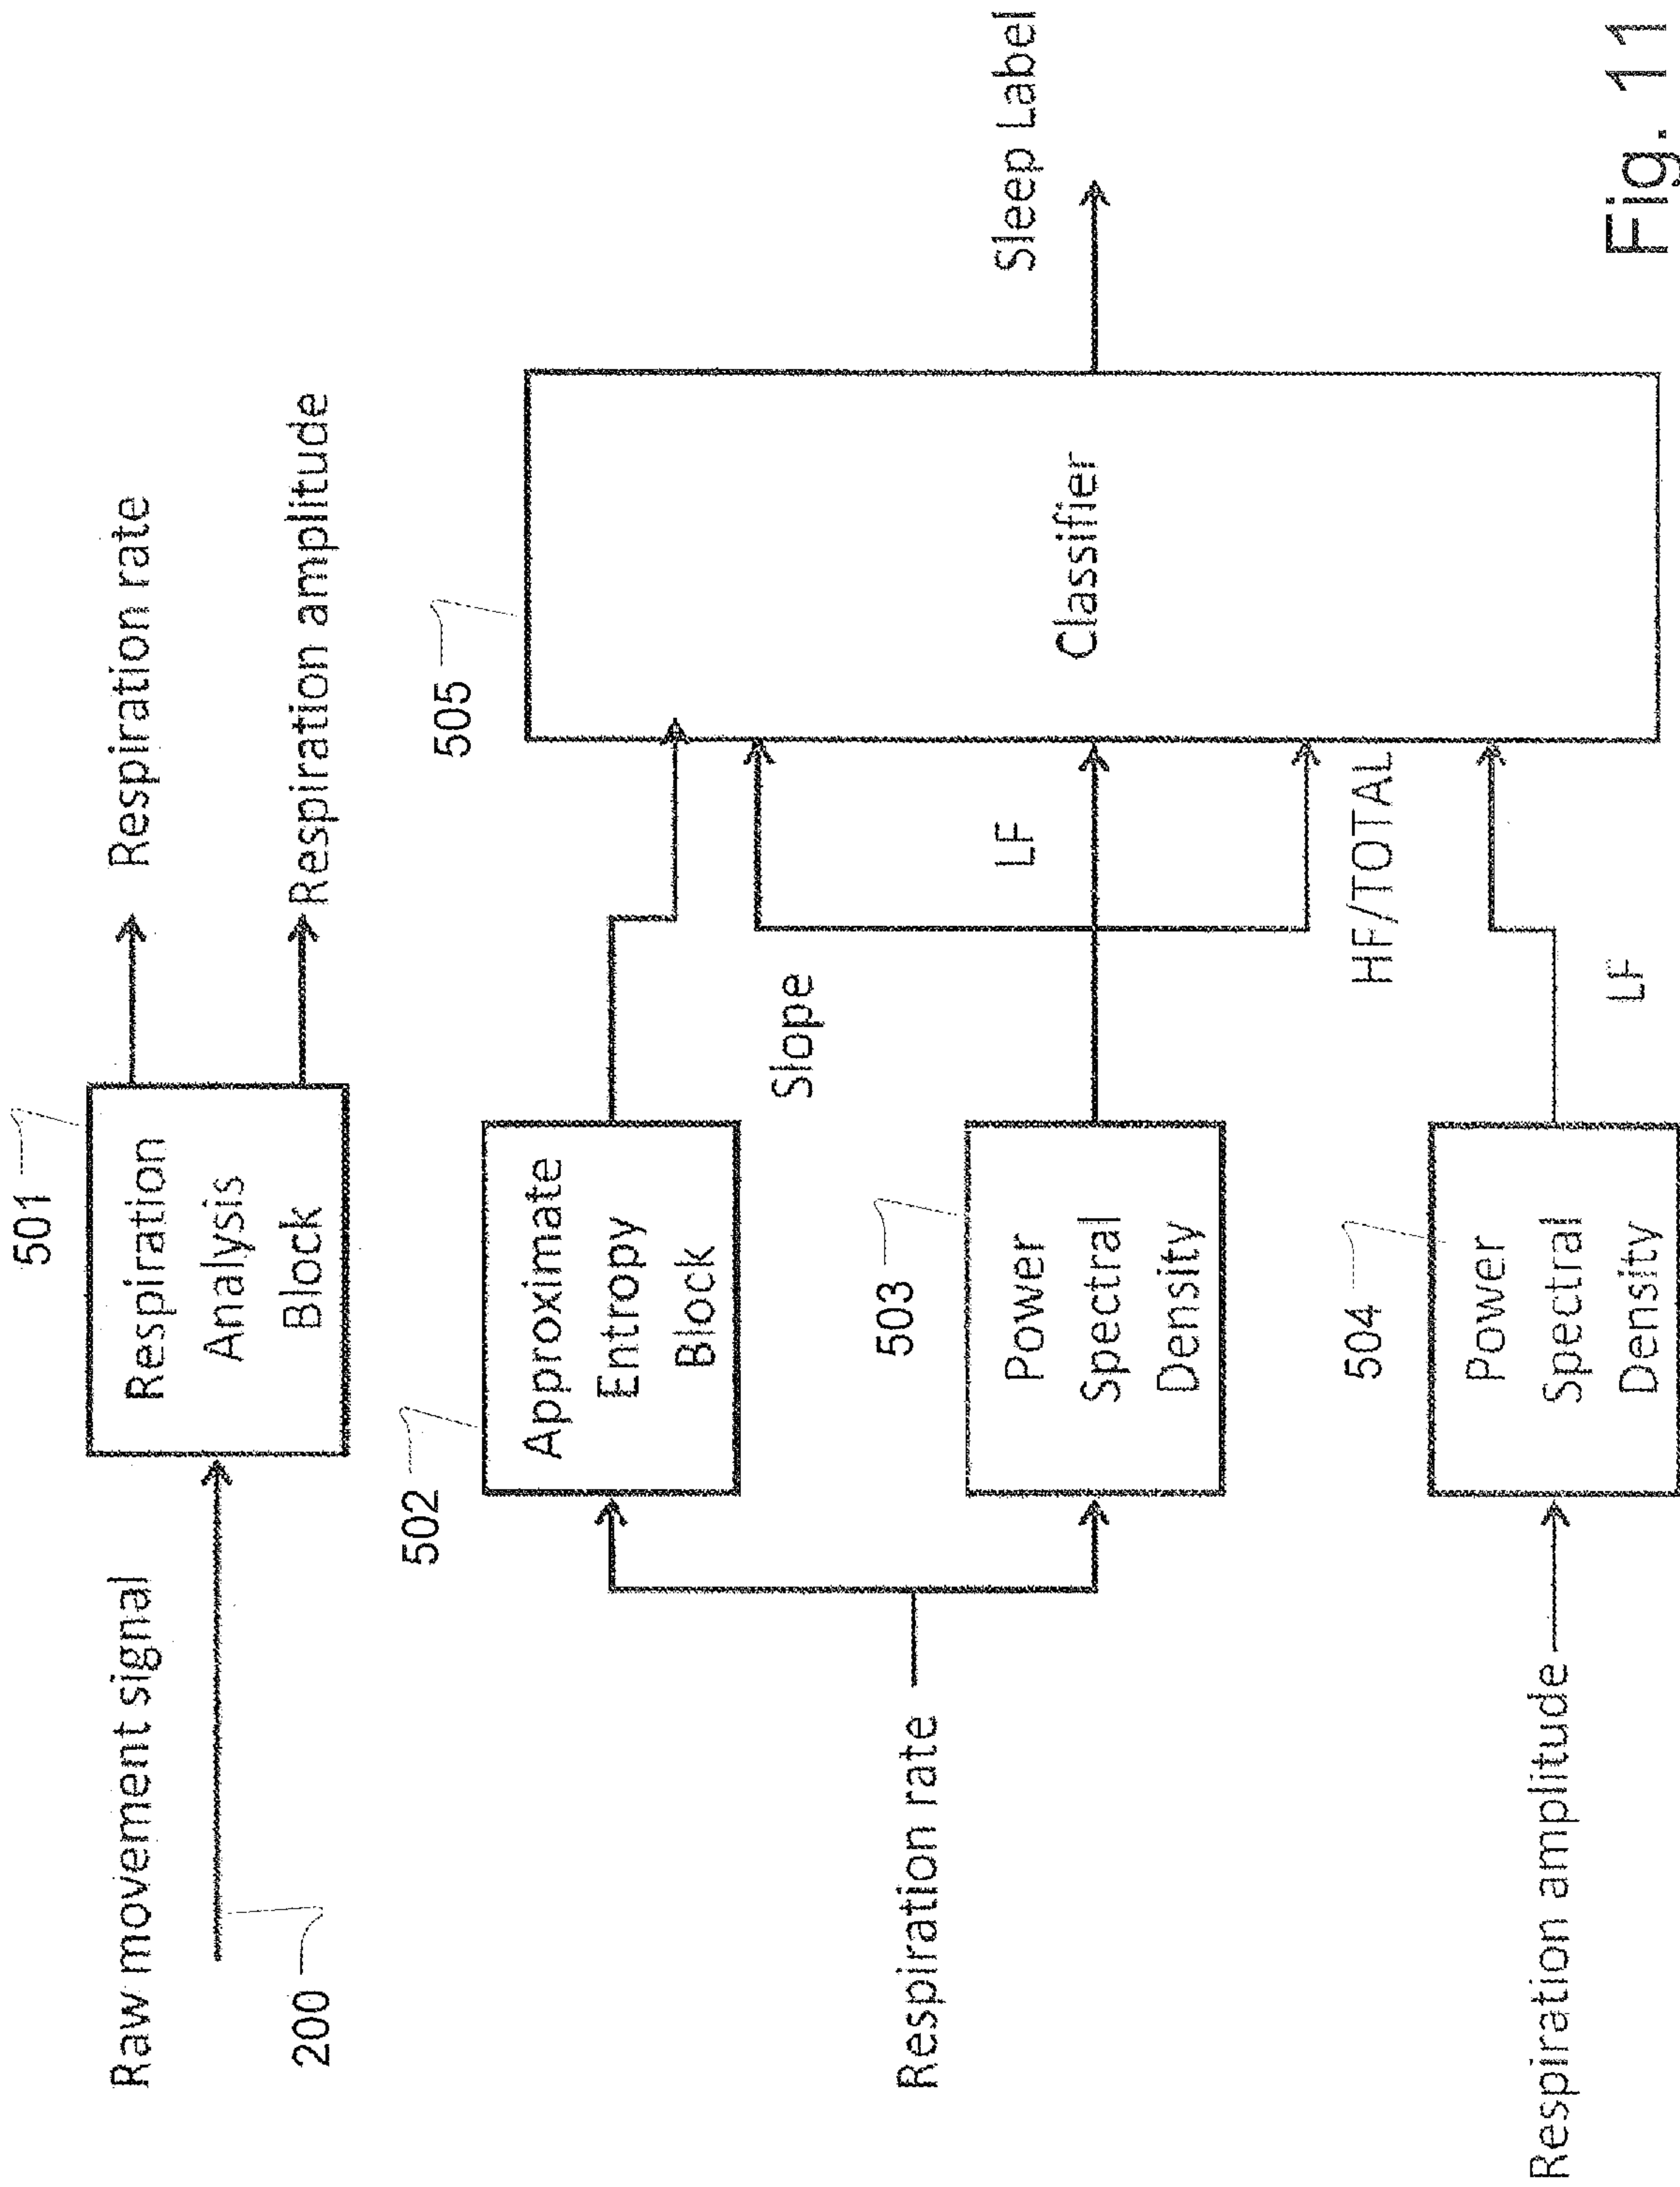 Raw movement signal
200
501
Respiration
Analysis
Block
Respiration rate
Respiration amplitude
502
Approximate
Entropy
Block
505
Classifier
Sleep Label
Respiration rate
Slope
503
Power
Spectral
Density
LF
HF/TOTAL
504
Power
Spectral
Density
Respiration amplitude
LF
Fig. 11